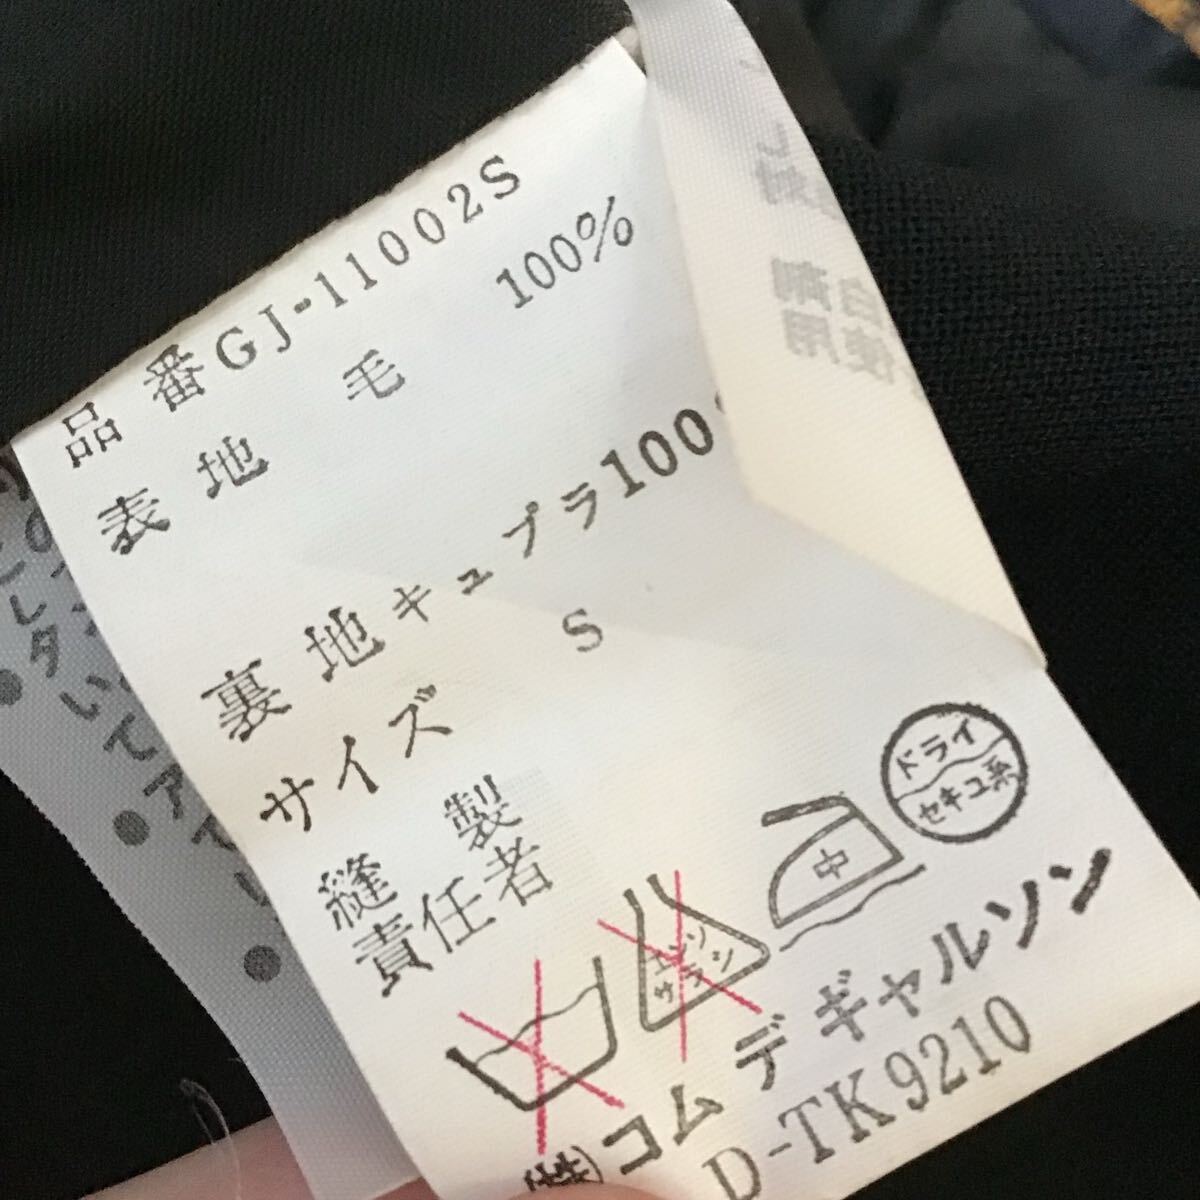 品番GJ-11002S
表地 毛 100%
裏地キュプラ100
サイズ S
縫製
責任者
エンソ
サラシ
中
ドライ
セキユ系
㈱コムデギャルソン
D-TK9210